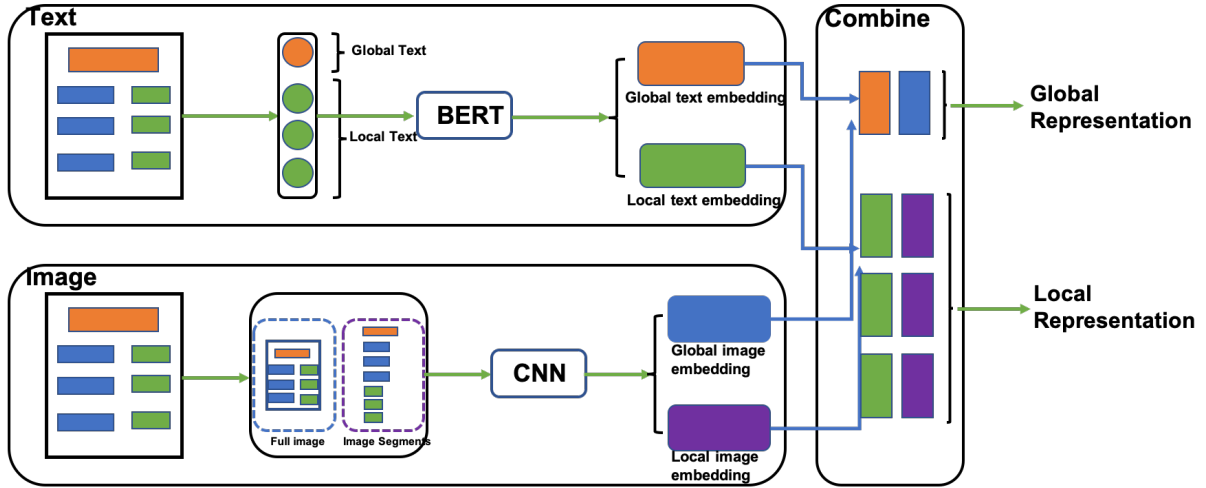 Text
Global Text
Local Text
BERT
Global text embedding
Local text embedding
Combine
Global
Representation
Local
Representation
Image
Full image
Image Segments
CNN
Global image
embedding
Local image
embedding